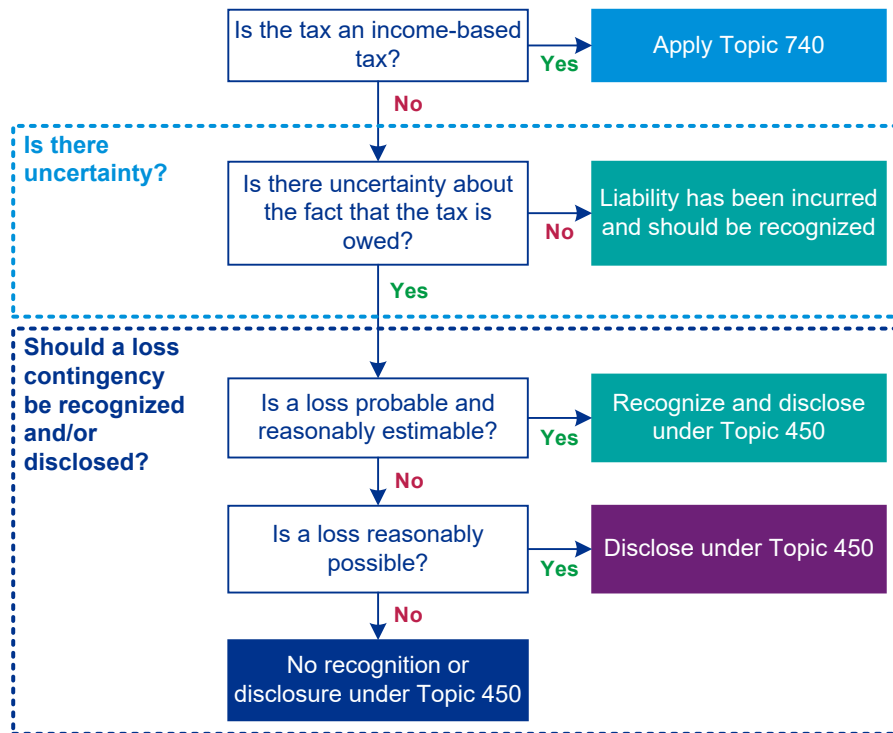 Is the tax an income-based
tax?
Yes
Apply Topic 740
No
Is there
uncertainty?
Is there uncertainty about
the fact that the tax is
owed?
No
Liability has been incurred
and should be recognized
Yes
Should a loss
contingency
be recognized
and/or
disclosed?
Is a loss probable and
reasonably estimable?
Yes
Recognize and disclose
under Topic 450
No
Is a loss reasonably
possible?
Yes
Disclose under Topic 450
No
No recognition or
disclosure under Topic 450